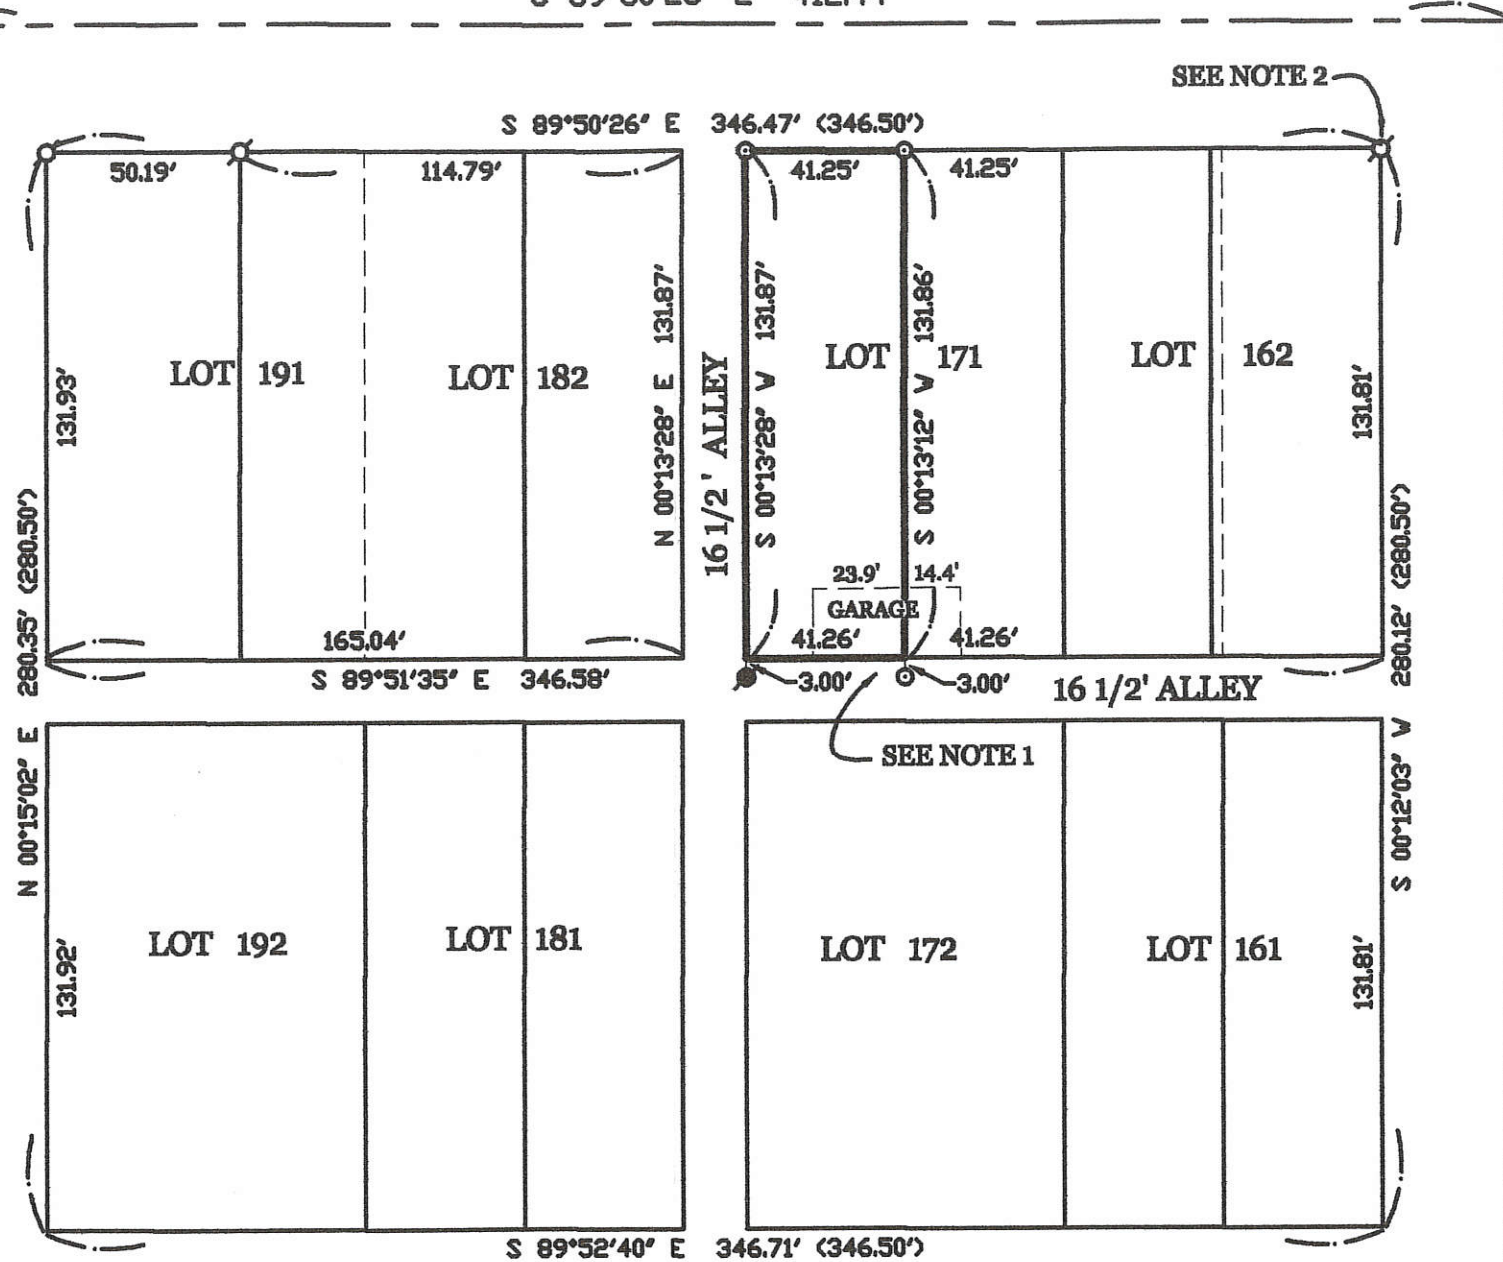 SEE NOTE 2
S 89°50'26" E 346.47' (346.50')
50.19'
114.79'
41.25'
41.25'
131.93'
LOT 191
LOT 182
N 00°13'28" E 131.87'
16 1/2' ALLEY
S 00°13'28" W 131.87'
LOT 171
S 00°13'12" W 131.86'
LOT 162
131.81'
280.35' (280.50')
280.12' (280.50')
23.9'
14.4'
GARAGE
165.04'
41.26'
41.26'
S 89°51'35" E 346.58'
3.00'
3.00'
16 1/2' ALLEY
SEE NOTE 1
N 00°15'02" E
S 00°12'03" W
131.92'
LOT 192
LOT 181
LOT 172
LOT 161
131.81'
S 89°52'40" E 346.71' (346.50')